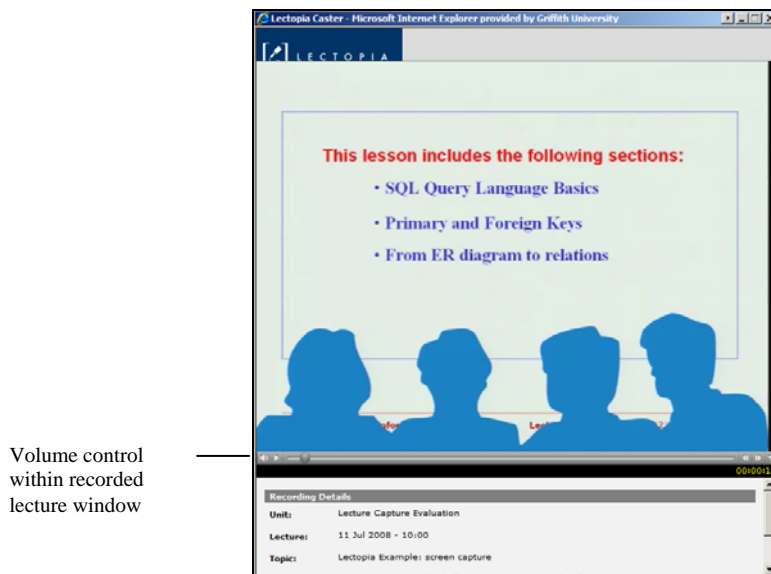 Lectopia Caster - Microsoft Internet Explorer provided by Griffith University
LECTOPIA
This lesson includes the following sections:
• SQL Query Language Basics
• Primary and Foreign Keys
• From ER diagram to relations
Volume control
within recorded
lecture window
Recording Details
Unit: Lecture Capture Evaluation
Lecture: 11 Jul 2008 - 10:00
Topic: Lectopia Example: screen capture